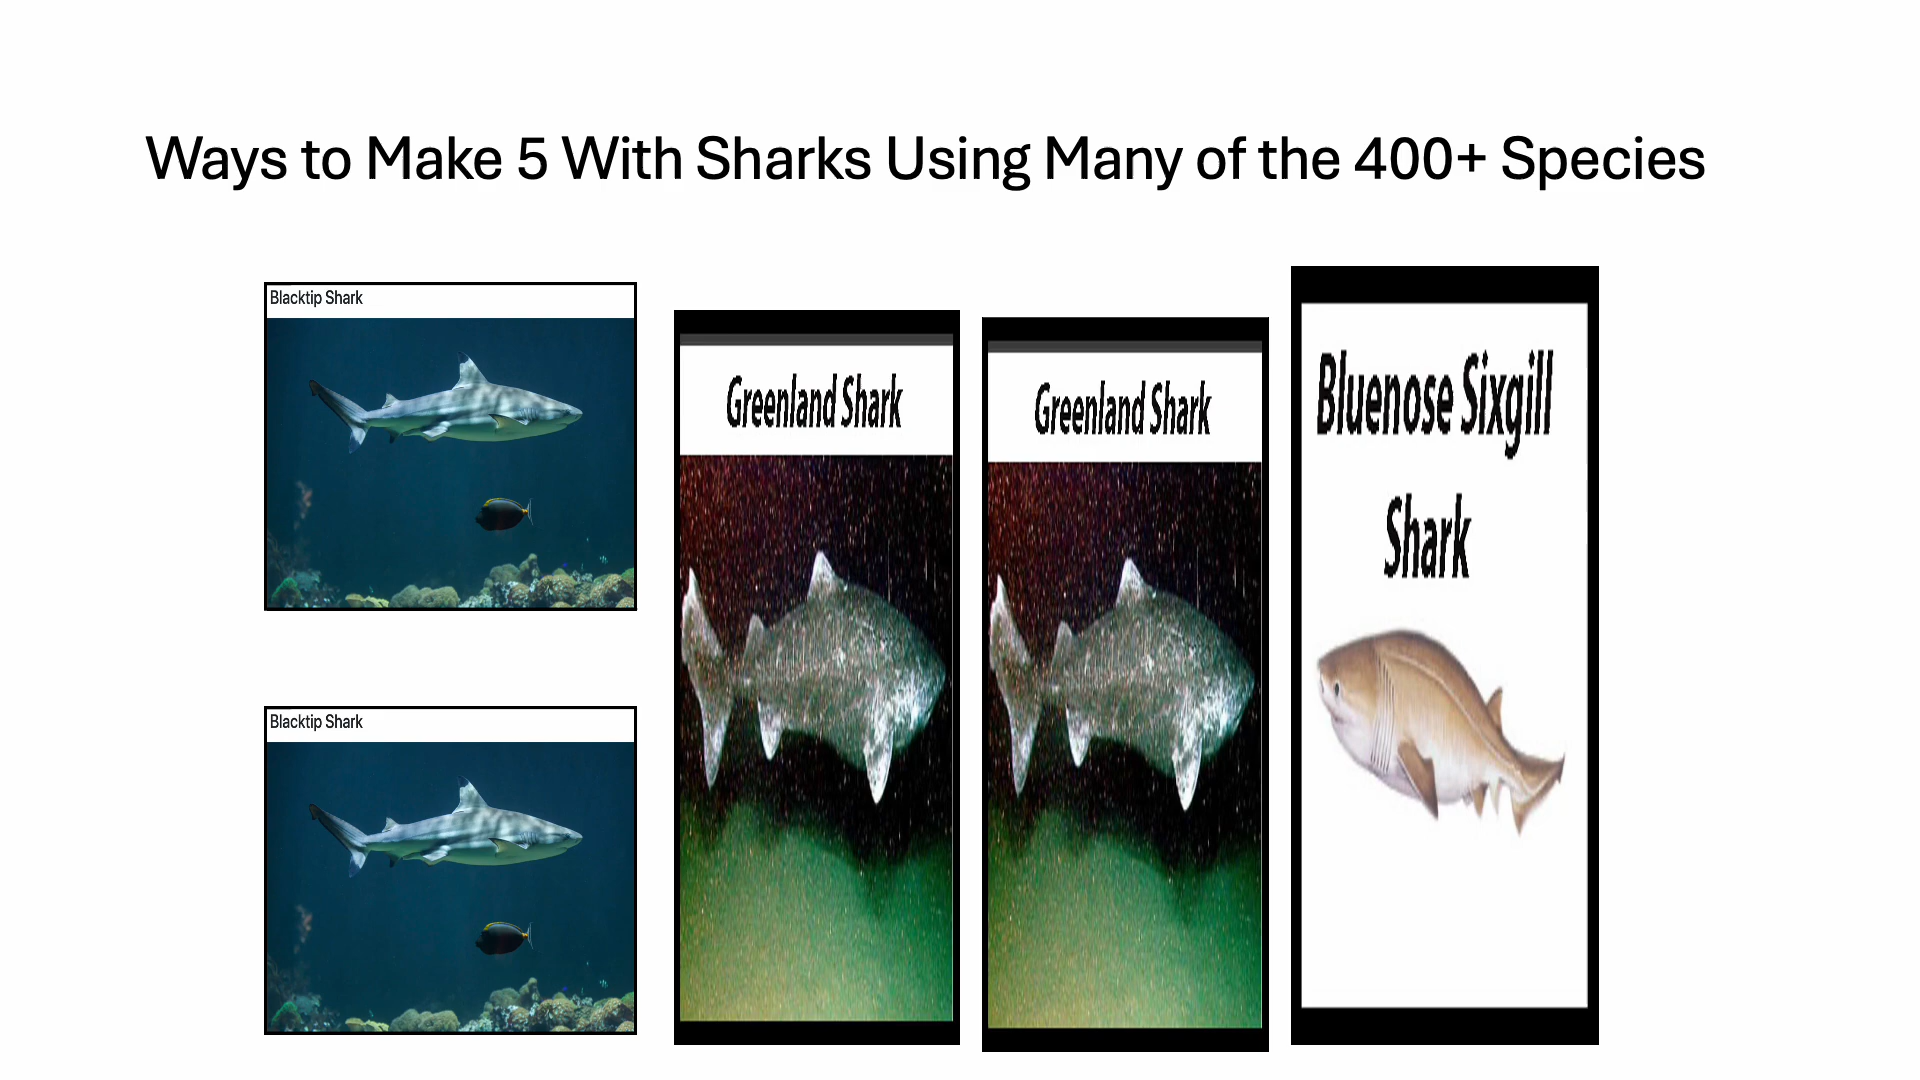 Ways to Make 5 With Sharks Using Many of the 400+ Species
Blacktip Shark
Blacktip Shark
Greenland Shark
Greenland Shark
Bluenose Sixgill
Shark